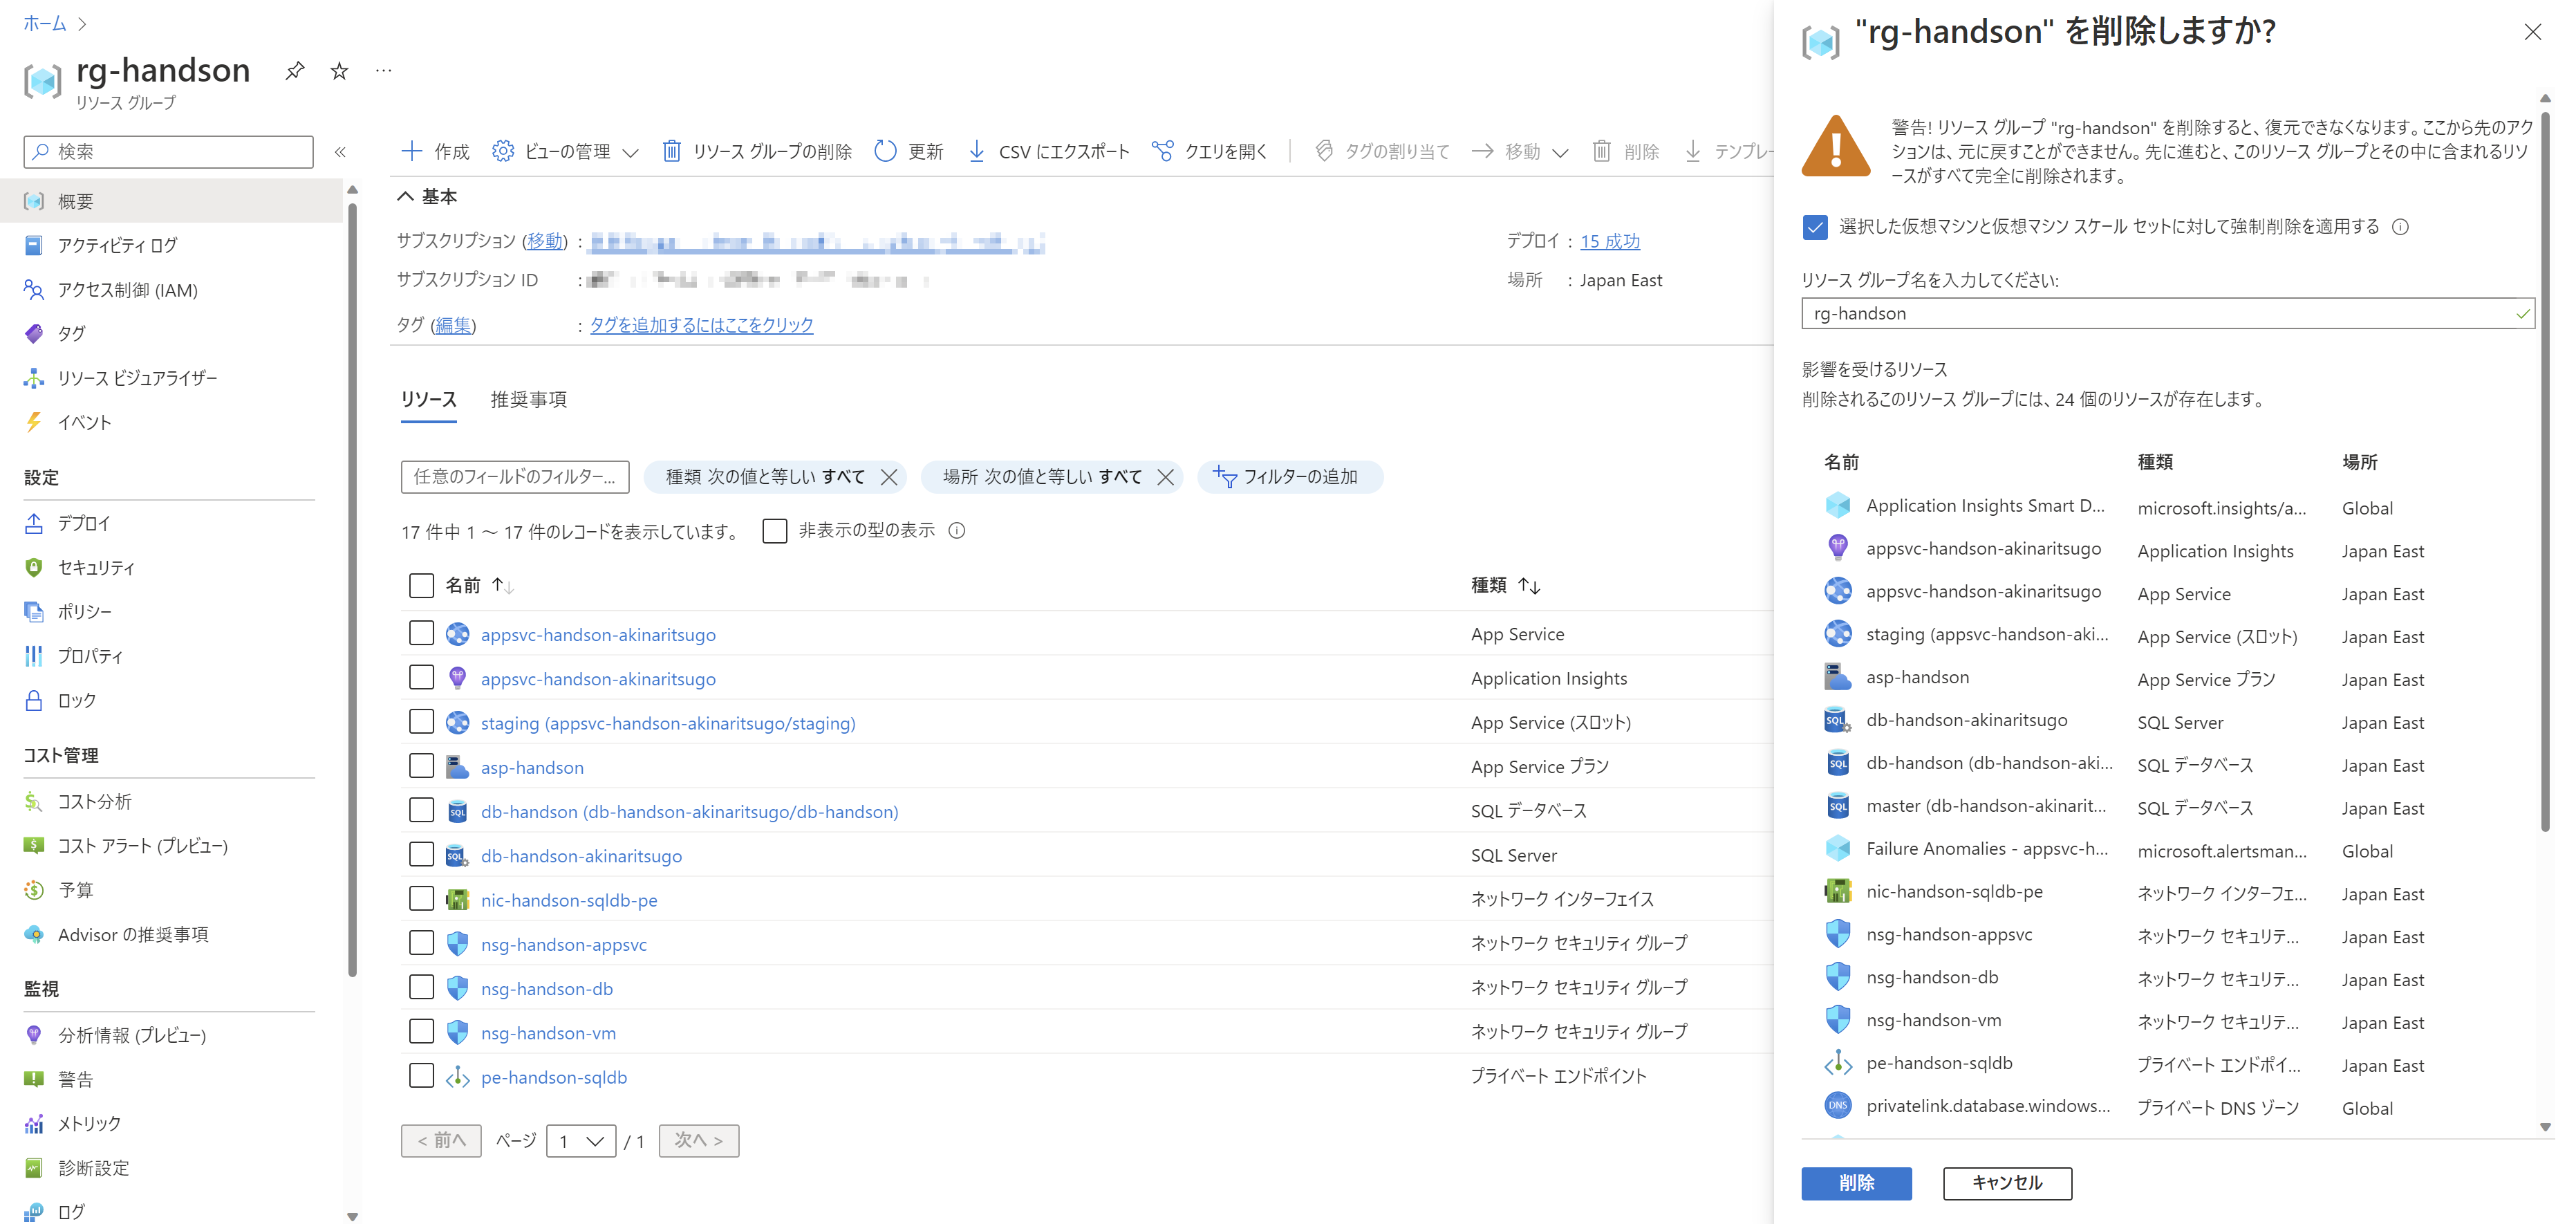 ホーム
rg-handson
リソース グループ
検索
概要
アクティビティ ログ
アクセス制御 (IAM)
タグ
リソース ビジュアライザー
イベント
設定
デプロイ
セキュリティ
ポリシー
プロパティ
ロック
コスト管理
コスト分析
コスト アラート (プレビュー)
予算
Advisor の推奨事項
監視
分析情報 (プレビュー)
警告
メトリック
診断設定
ログ
作成 ビューの管理 リソース グループの削除 更新 CSV にエクスポート クエリを開く タグの割り当て 移動 削除 テンプレー
基本
サブスクリプション (移動) :
サブスクリプション ID :
タグ (編集) : タグを追加するにはここをクリック
デプロイ : 15 成功
場所 : Japan East
リソース 推奨事項
任意のフィールドのフィルター... 種類 次の値と等しい すべて 場所 次の値と等しい すべて フィルターの追加
17 件中 1 ～ 17 件のレコードを表示しています。 非表示の型の表示
名前 種類
appsvc-handson-akinaritsugo App Service
appsvc-handson-akinaritsugo Application Insights
staging (appsvc-handson-akinaritsugo/staging) App Service (スロット)
asp-handson App Service プラン
db-handson (db-handson-akinaritsugo/db-handson) SQL データベース
db-handson-akinaritsugo SQL Server
nic-handson-sqldb-pe ネットワーク インターフェイス
nsg-handson-appsvc ネットワーク セキュリティ グループ
nsg-handson-db ネットワーク セキュリティ グループ
nsg-handson-vm ネットワーク セキュリティ グループ
pe-handson-sqldb プライベート エンドポイント
< 前へ ページ 1 / 1 次へ >
"rg-handson" を削除しますか?
警告! リソース グループ "rg-handson" を削除すると、復元できなくなります。ここから先のアク
ションは、元に戻すことができません。先に進むと、このリソース グループとその中に含まれるリソ
ースがすべて完全に削除されます。
選択した仮想マシンと仮想マシン スケール セットに対して強制削除を適用する
リソース グループ名を入力してください:
rg-handson
影響を受けるリソース
削除されるこのリソース グループには、24 個のリソースが存在します。
名前 種類 場所
Application Insights Smart D... microsoft.insights/a... Global
appsvc-handson-akinaritsugo Application Insights Japan East
appsvc-handson-akinaritsugo App Service Japan East
staging (appsvc-handson-aki... App Service (スロット) Japan East
asp-handson App Service プラン Japan East
db-handson-akinaritsugo SQL Server Japan East
db-handson (db-handson-aki... SQL データベース Japan East
master (db-handson-akinarit... SQL データベース Japan East
Failure Anomalies - appsvc-h... microsoft.alertsman... Global
nic-handson-sqldb-pe ネットワーク インターフェ... Japan East
nsg-handson-appsvc ネットワーク セキュリテ... Japan East
nsg-handson-db ネットワーク セキュリテ... Japan East
nsg-handson-vm ネットワーク セキュリテ... Japan East
pe-handson-sqldb プライベート エンドポイ... Japan East
privatelink.database.windows... プライベート DNS ゾーン Global
削除 キャンセル